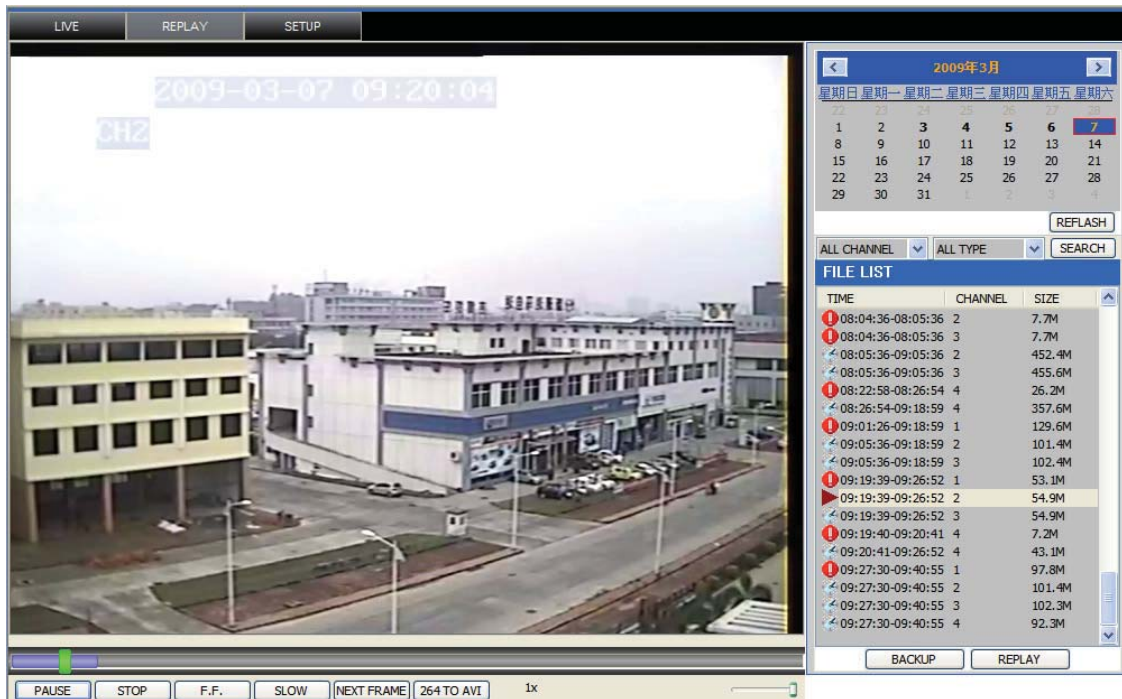 LIVE REPLAY SETUP
2009-03-07 09:20:04
CH2
2009年3月
星期日 星期一 星期二 星期三 星期四 星期五 星期六
22 23 24 25 26 27 28
1 2 3 4 5 6 7
8 9 10 11 12 13 14
15 16 17 18 19 20 21
22 23 24 25 26 27 28
29 30 31 1 2 3 4
REFLASH
ALL CHANNEL ALL TYPE SEARCH
FILE LIST
TIME CHANNEL SIZE
08:04:36-08:05:36 2 7.7M
08:04:36-08:05:36 3 7.7M
08:05:36-09:05:36 2 452.4M
08:05:36-09:05:36 3 455.6M
08:22:58-08:26:54 4 26.2M
08:26:54-09:18:59 4 357.6M
09:01:26-09:18:59 1 129.6M
09:05:36-09:18:59 2 101.4M
09:05:36-09:18:59 3 102.4M
09:19:39-09:26:52 1 53.1M
09:19:39-09:26:52 2 54.9M
09:19:39-09:26:52 3 54.9M
09:19:40-09:20:41 4 7.2M
09:20:41-09:26:52 4 43.1M
09:27:30-09:40:55 1 97.8M
09:27:30-09:40:55 2 101.4M
09:27:30-09:40:55 3 102.3M
09:27:30-09:40:55 4 92.3M
BACKUP REPLAY
PAUSE STOP F.F. SLOW NEXT FRAME 264 TO AVI 1x